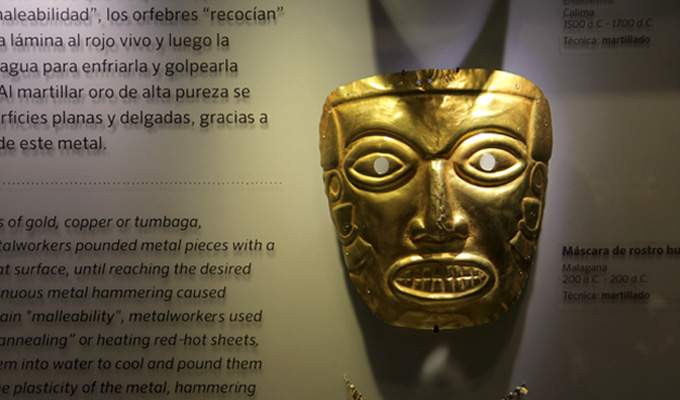 maleabilidad”, los orfebres “recocían”
a lámina al rojo vivo y luego la
agua para enfriarla y golpearla
Al martillar oro de alta pureza se
rficies planas y delgadas, gracias a
de este metal.
s of gold, copper or tumbaga,
talworkers pounded metal pieces with a
at surface, until reaching the desired
inuous metal hammering caused
ain "malleability", metalworkers used
annealing” or heating red-hot sheets,
em into water to cool and pound them
e plasticity of the metal, hammering
Calima
1500 a.C. - 1700 d.C.
Técnica: martillado
Máscara de rostro hu
Malagana
200 a.C. - 200 d.C.
Técnica: martillado